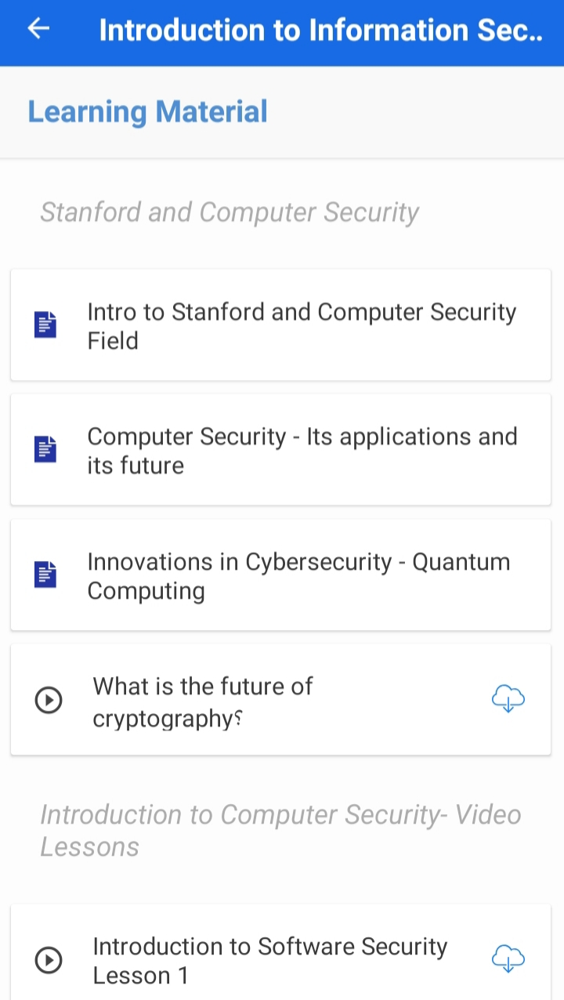 Introduction to Information Sec..
Learning Material
Stanford and Computer Security
Intro to Stanford and Computer Security
Field
Computer Security - Its applications and
its future
Innovations in Cybersecurity - Quantum
Computing
What is the future of
cryptography؟
Introduction to Computer Security- Video
Lessons
Introduction to Software Security
Lesson 1